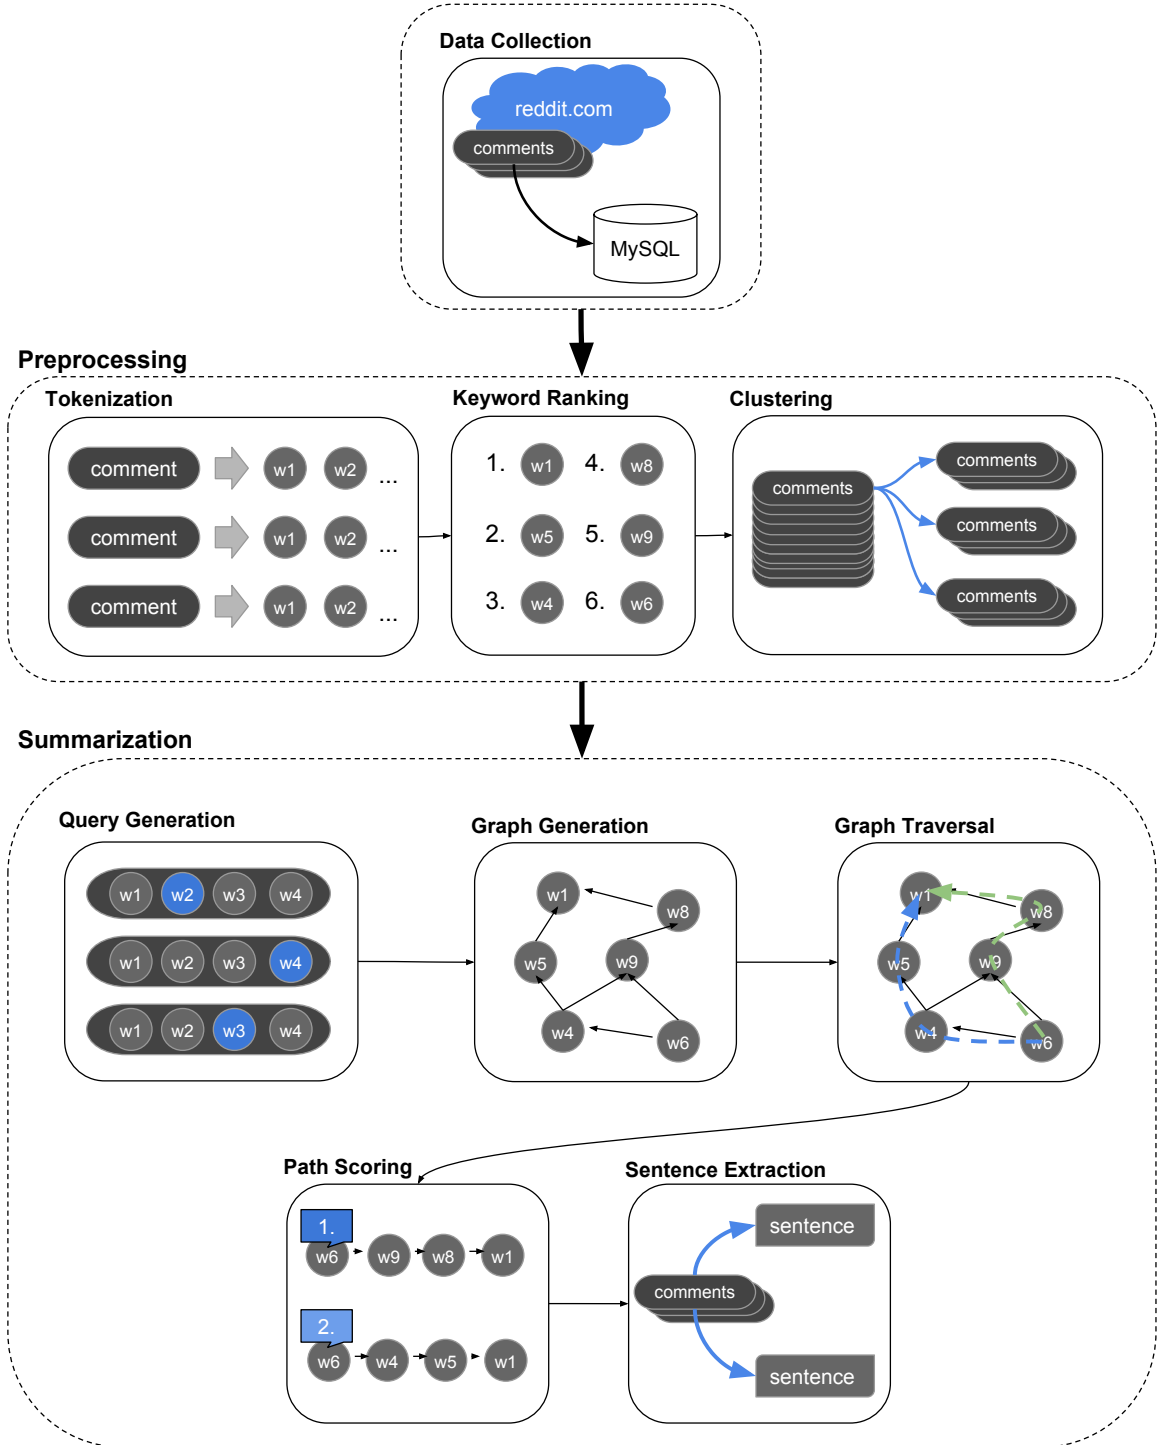 Data Collection
reddit.com
comments
MySQL
Preprocessing
Tokenization
comment w1 w2 ...
comment w1 w2 ...
comment w1 w2 ...
Keyword Ranking
1. w1 4. w8
2. w5 5. w9
3. w4 6. w6
Clustering
comments
comments
comments
comments
Summarization
Query Generation
w1 w2 w3 w4
w1 w2 w3 w4
w1 w2 w3 w4
Graph Generation
w1
w8
w5 w9
w4
w6
Graph Traversal
w1
w8
w5 w9
w4
w6
Path Scoring
1.
w6 w9 w8 w1
2.
w6 w4 w5 w1
Sentence Extraction
sentence
comments
sentence